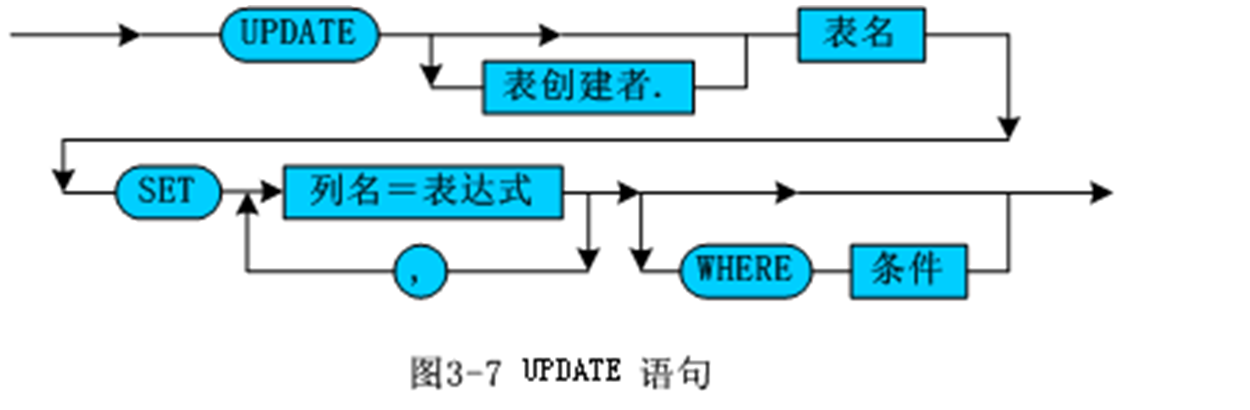 UPDATE
表名
表创建者.
SET
列名＝表达式
,
WHERE
条件
图3-7 UPDATE 语句